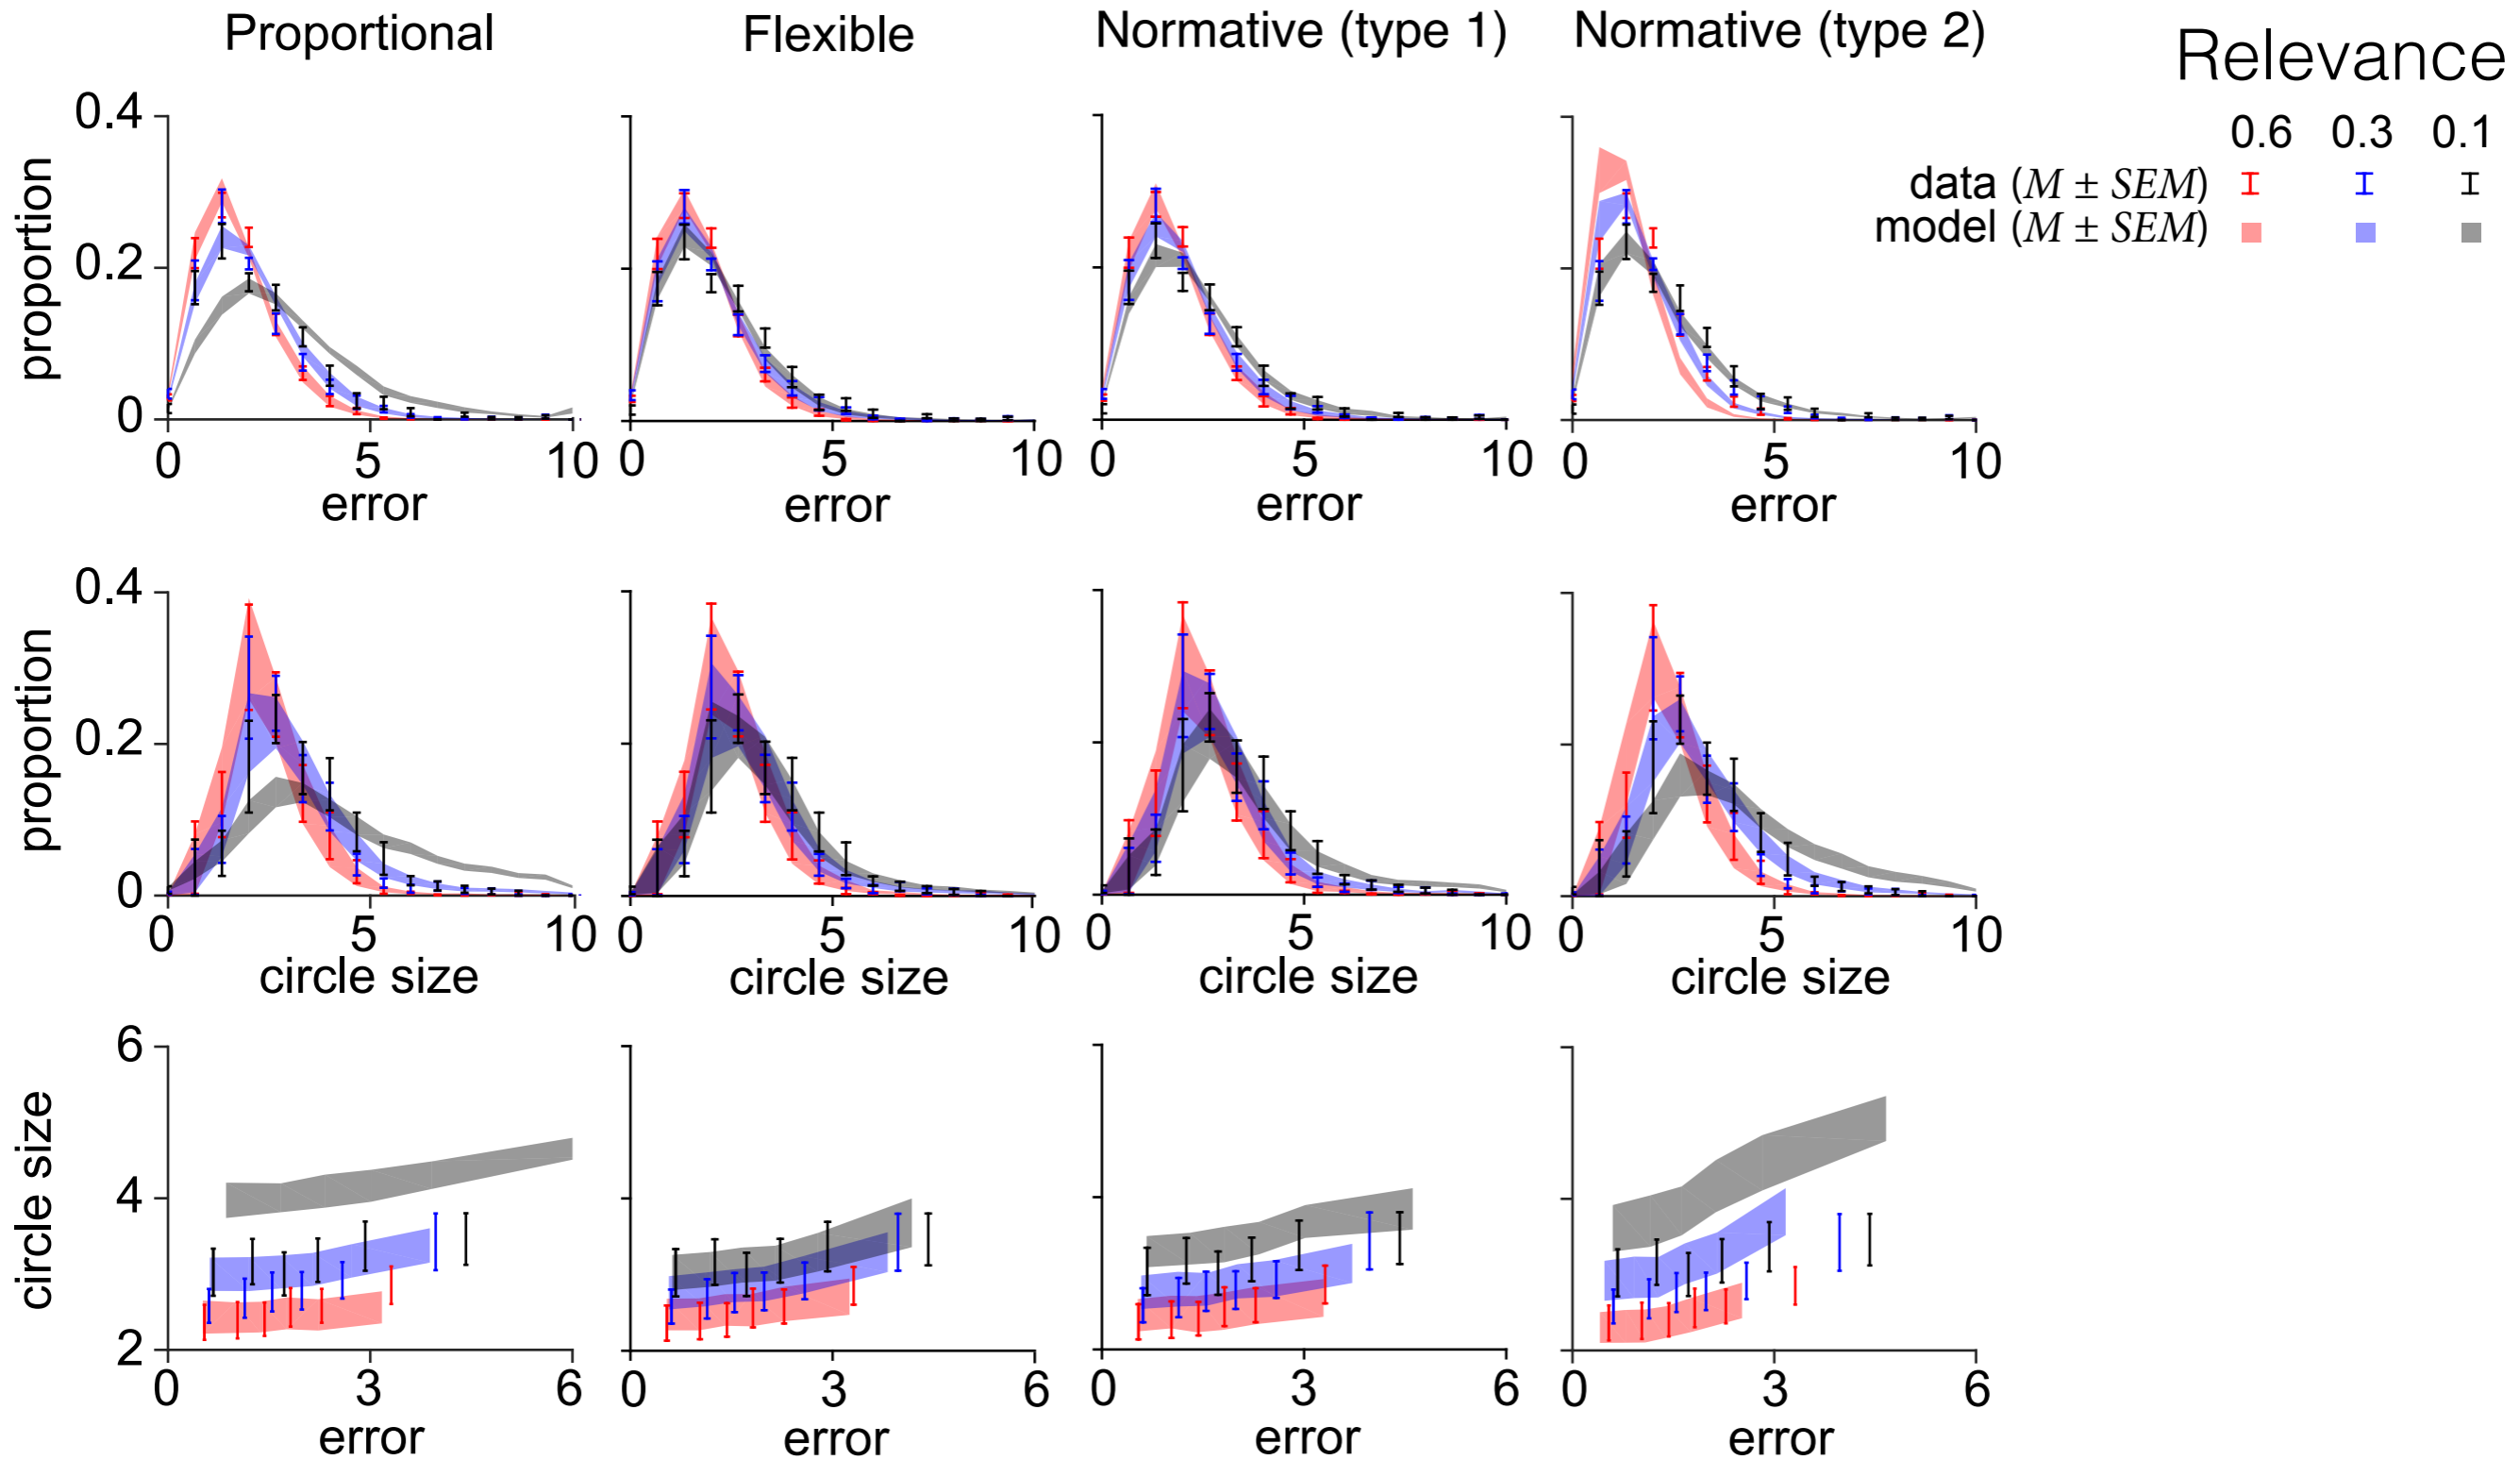 Proportional Flexible Normative (type 1) Normative (type 2) Relevance
0.6 0.3 0.1
data (M ± SEM)
model (M ± SEM)
proportion
0.4
0.2
0
0 5 10 0 5 10 0 5 10 0 5 10
error error error error
proportion
0.4
0.2
0
0 5 10 0 5 10 0 5 10 0 5 10
circle size circle size circle size circle size
circle size
6
4
2
0 3 6 0 3 6 0 3 6 0 3 6
error error error error